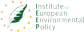 Institute for
European
Environmental
Policy